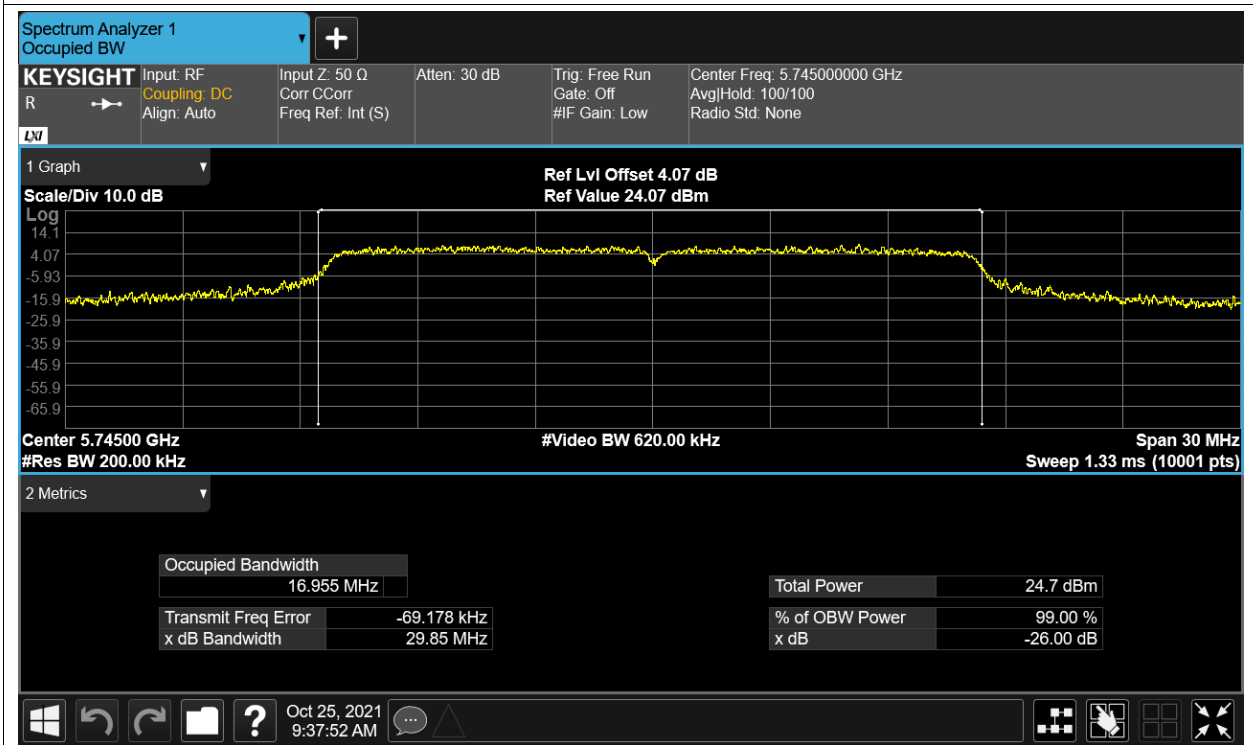 Spectrum Analyzer 1
Occupied BW
KEYSIGHT
R
LXI
Input: RF
Coupling: DC
Align: Auto
Input Z: 50 Ω
Corr CCorr
Freq Ref: Int (S)
Atten: 30 dB
Trig: Free Run
Gate: Off
#IF Gain: Low
Center Freq: 5.745000000 GHz
Avg|Hold: 100/100
Radio Std: None
1 Graph
Scale/Div 10.0 dB
Ref Lvl Offset 4.07 dB
Ref Value 24.07 dBm
Log
14.1
4.07
-5.93
-15.9
-25.9
-35.9
-45.9
-55.9
-65.9
Center 5.74500 GHz
#Video BW 620.00 kHz
Span 30 MHz
#Res BW 200.00 kHz
Sweep 1.33 ms (10001 pts)
2 Metrics
Occupied Bandwidth
16.955 MHz
Total Power 24.7 dBm
Transmit Freq Error -69.178 kHz
% of OBW Power 99.00 %
x dB Bandwidth 29.85 MHz
x dB -26.00 dB
?
Oct 25, 2021
9:37:52 AM